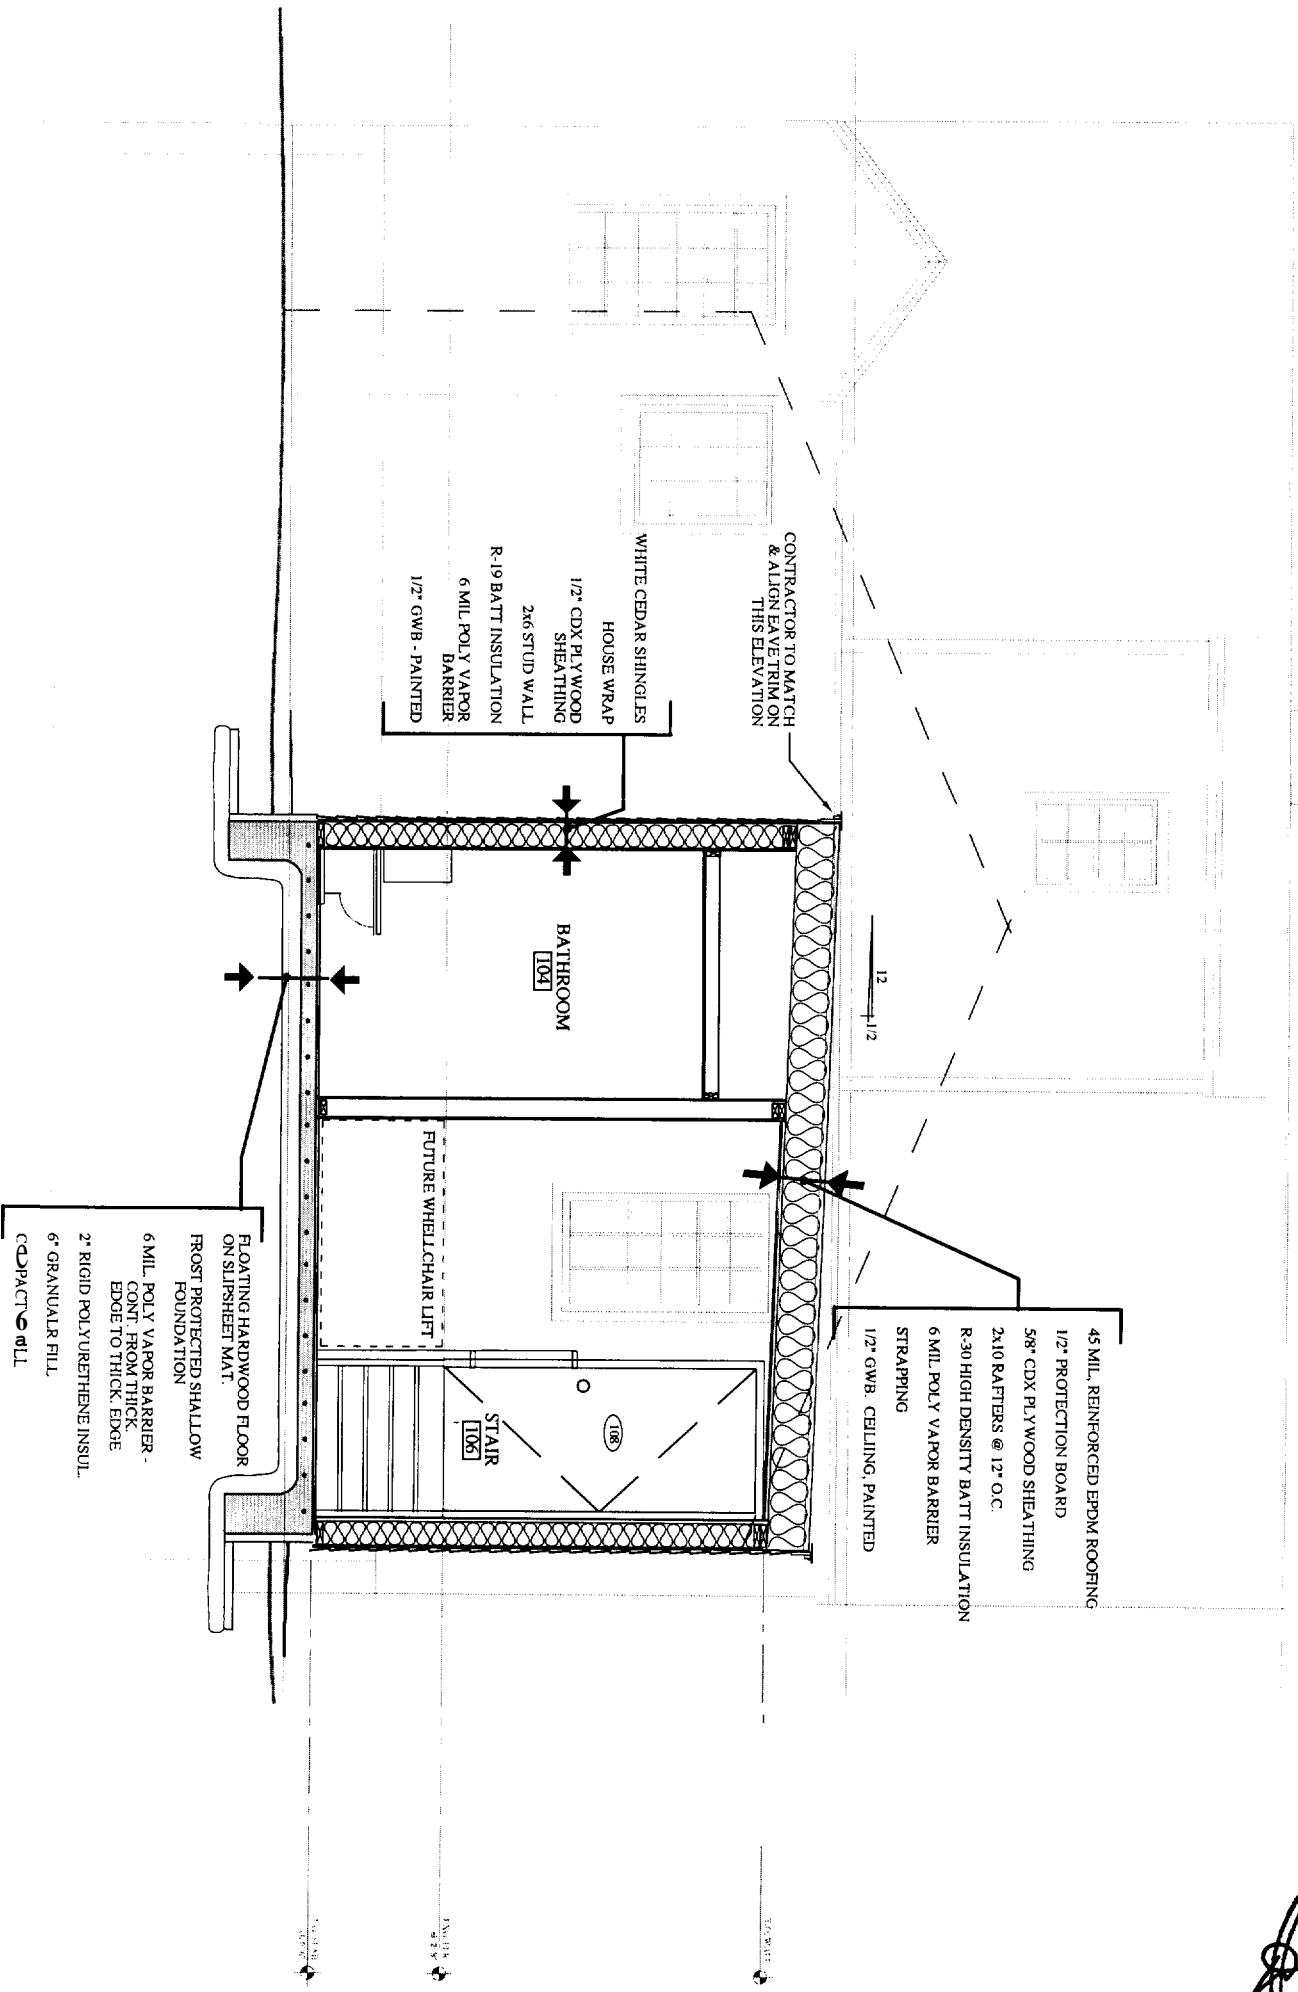 45 MIL, REINFORCED EPDM ROOFING
1/2" PROTECTION BOARD
5/8" CDX PLYWOOD SHEATHING
2x10 RAFTERS @ 12" O.C.
R-30 HIGH DENSITY BATT INSULATION
6 MIL POLY VAPOR BARRIER
STRAPPING
1/2" GWB. CEILIING, PAINTED
12
1/2
CONTRACTOR TO MATCH
& ALIGN EAVE TRIM ON
THIS ELEVATION
WHITE CEDAR SHINGLES
HOUSE WRAP
1/2" CDX PLYWOOD
SHEATHING
2x6 STUD WALL
R-19 BATT INSULATION
6 MIL POLY VAPOR
BARRIER
1/2" GWB - PAINTED
BATHROOM
104
FUTURE WHELLCHAIR LIFT
108
STAIR
106
FLOATING HARDWOOD FLOOR
ON SLIPSHEET MAT.
FROST PROTECTED SHALLOW
FOUNDATION
6 MIL. POLY VAPOR BARRIER -
CONT. FROM THICK.
EDGE TO THICK. EDGE
2" RIGID POLYURETHENE INSUL.
6" GRANUALR FILL